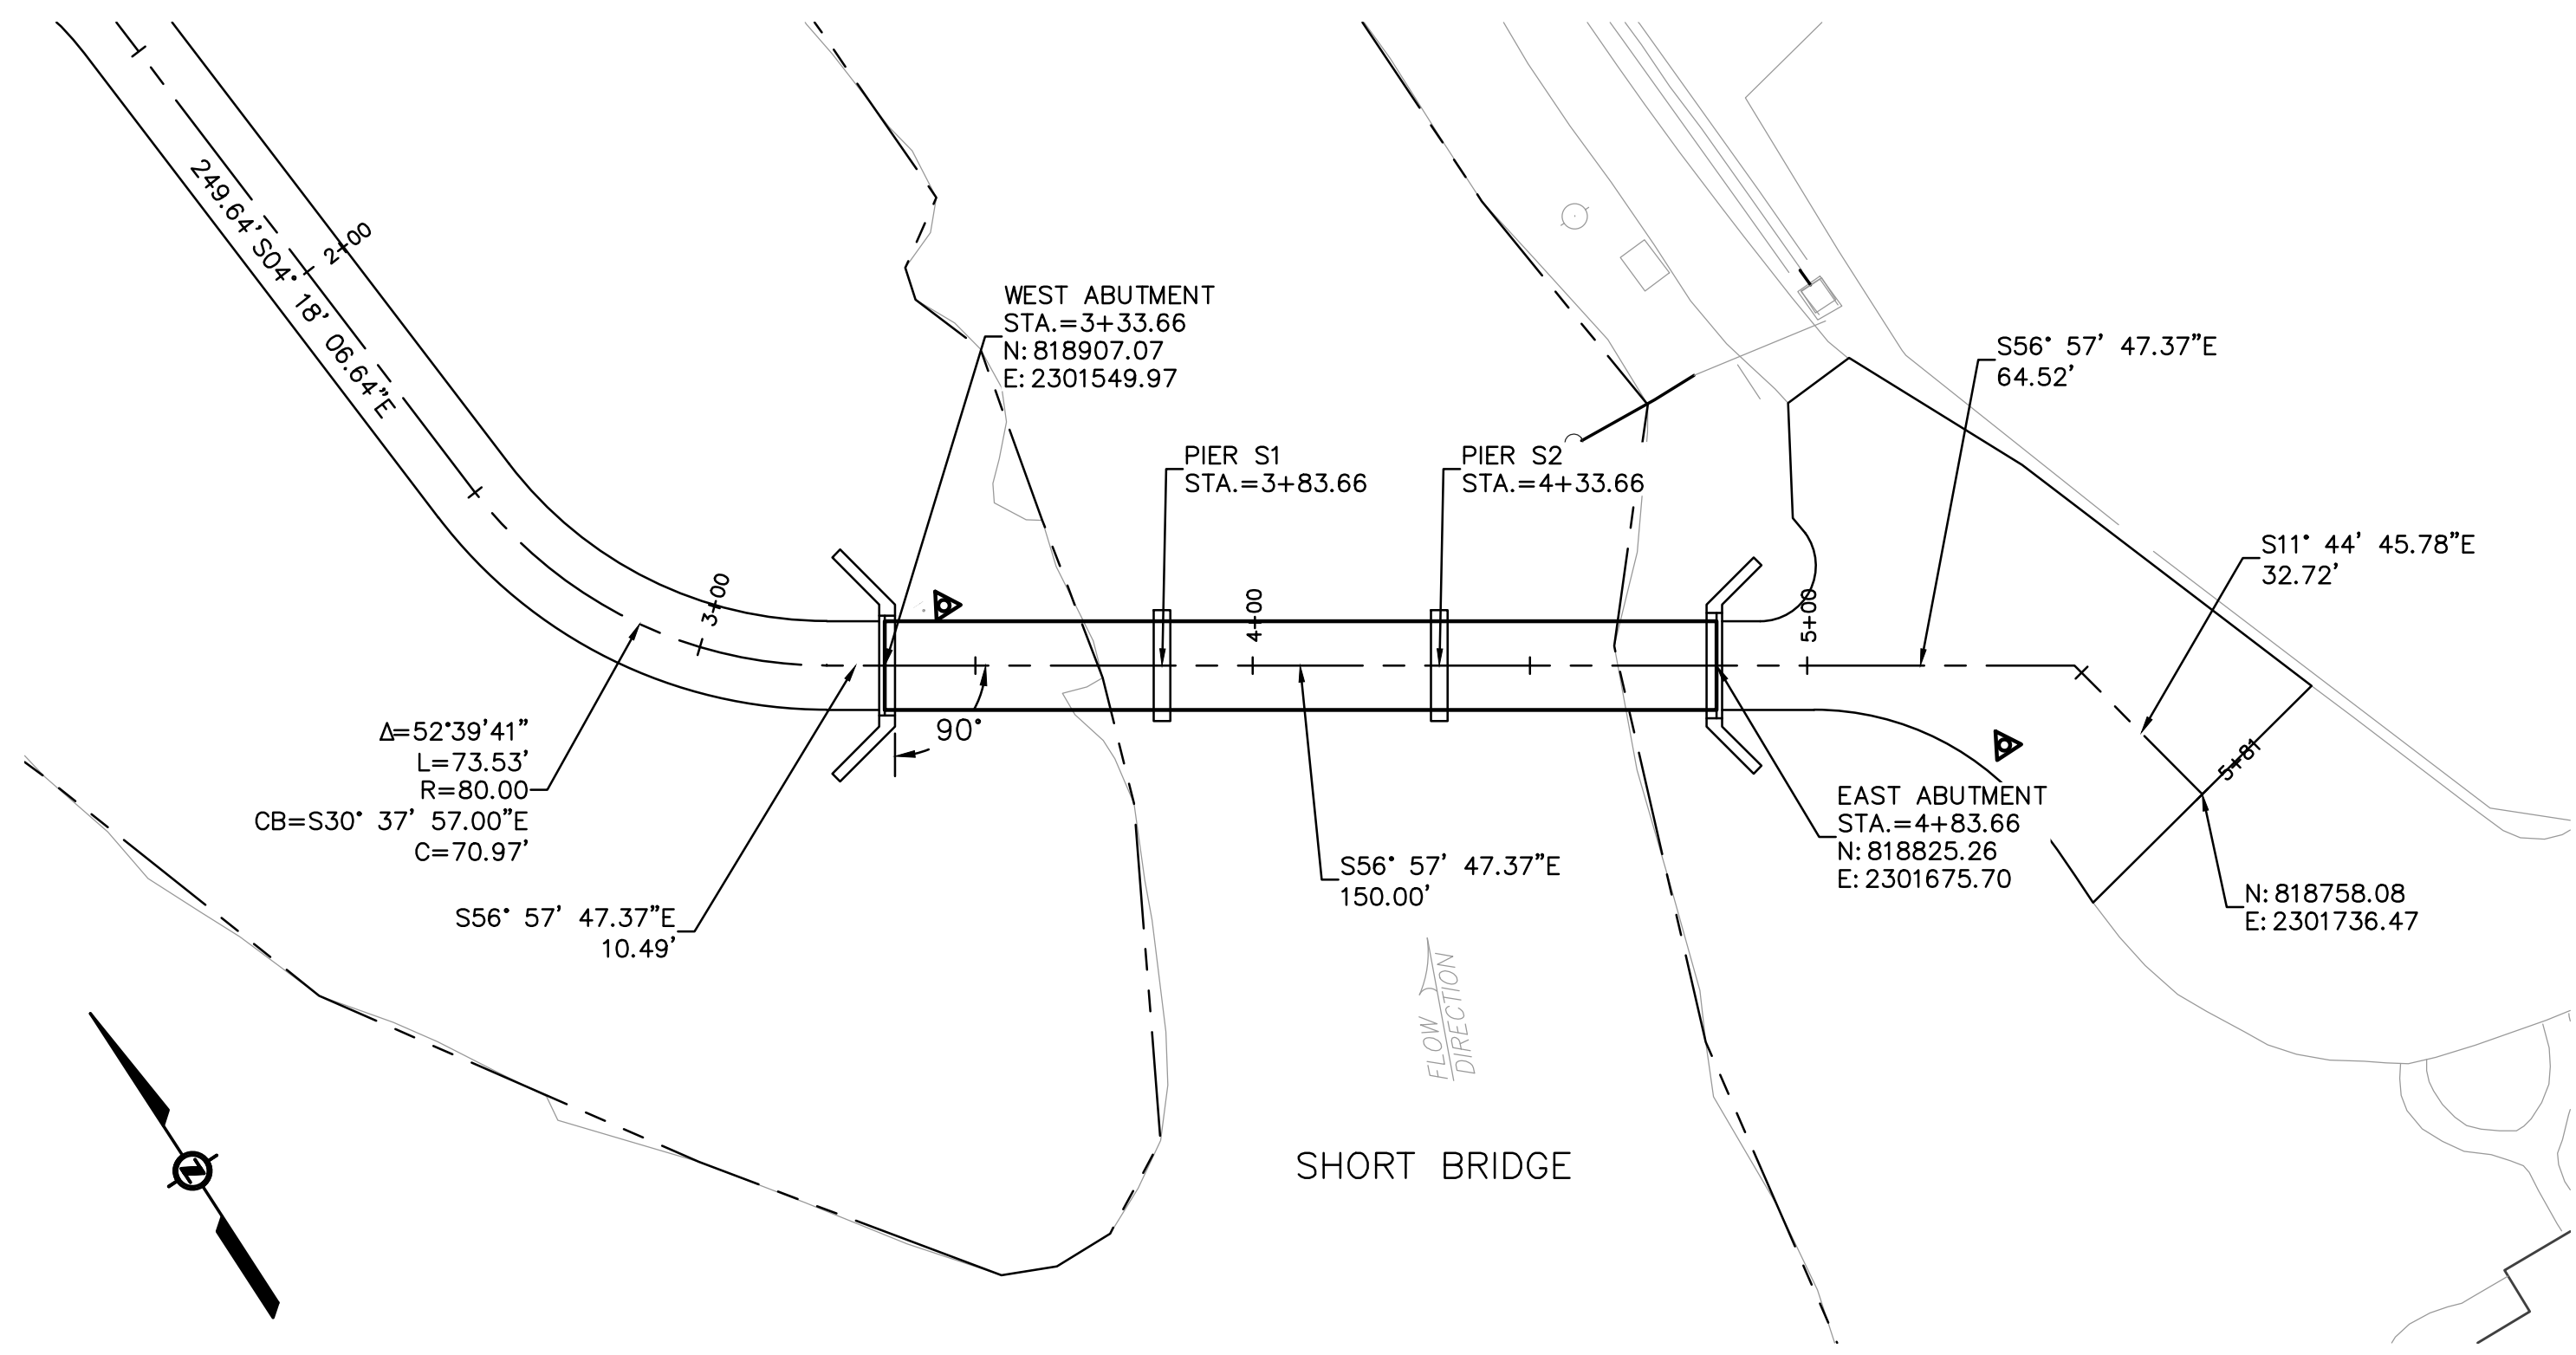 249.64' S04° 18' 06.64"E
2+00
WEST ABUTMENT
STA.=3+33.66
N: 818907.07
E: 2301549.97
PIER S1
STA.=3+83.66
PIER S2
STA.=4+33.66
S56° 57' 47.37"E
64.52'
S11° 44' 45.78"E
32.72'
3+00
4+00
5+00
5+81
90°
Δ=52°39'41"
L=73.53'
R=80.00
CB=S30° 37' 57.00"E
C=70.97'
S56° 57' 47.37"E
10.49'
S56° 57' 47.37"E
150.00'
EAST ABUTMENT
STA.=4+83.66
N: 818825.26
E: 2301675.70
N: 818758.08
E: 2301736.47
FLOW
DIRECTION
SHORT BRIDGE
N